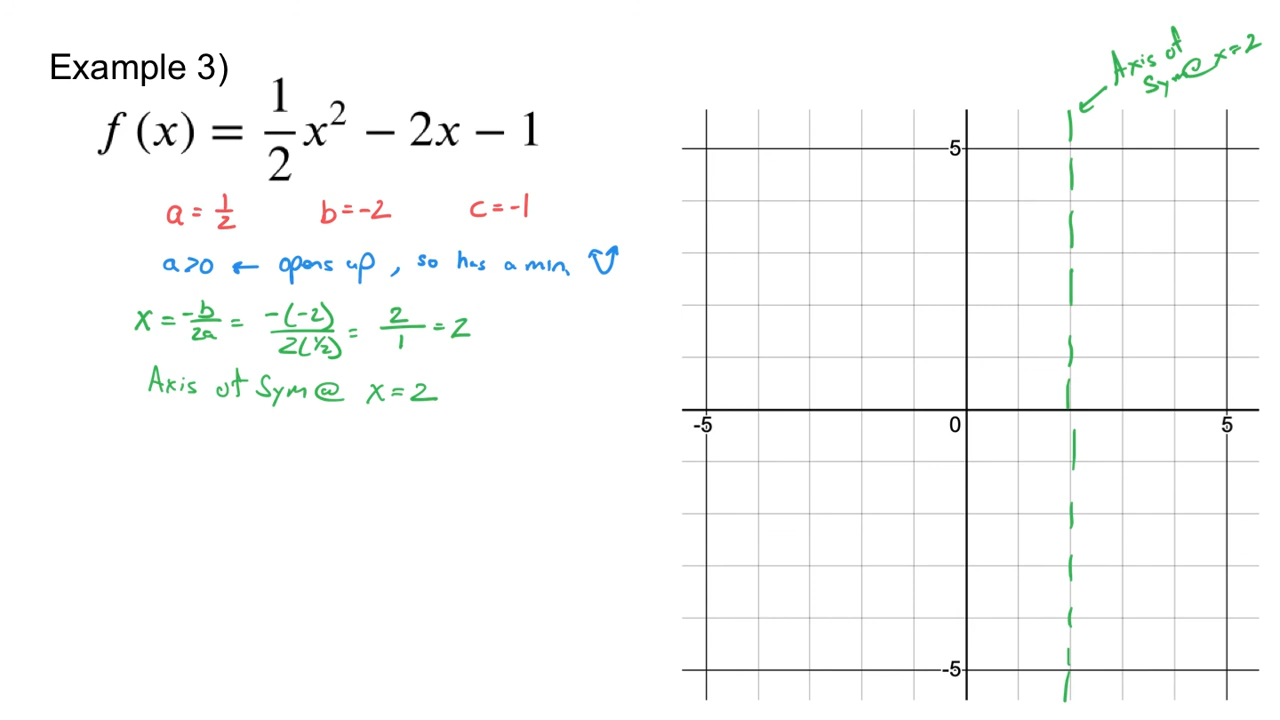 Example 3)
f(x) = 1/2 x² − 2x − 1
a = 1/2 b = -2 c = -1
a>0 ← opens up, so has a min
x = -b/2a = -(-2)/2(1/2) = 2/1 = 2
Axis of Sym @ x = 2
Axis of
Sym @ x=2
5
-5 0 5
-5